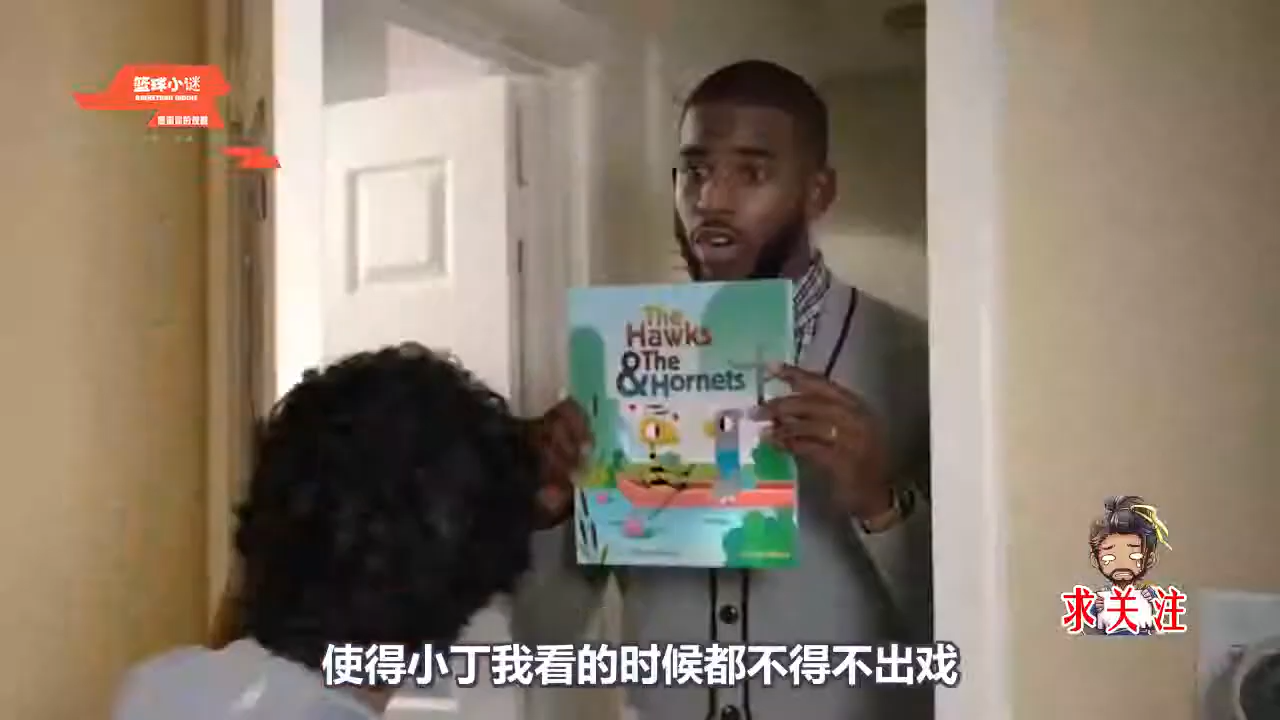 篮球小谜
The
Hawks
& The
Hornets
求关注
使得小丁我看的时候都不得不出戏